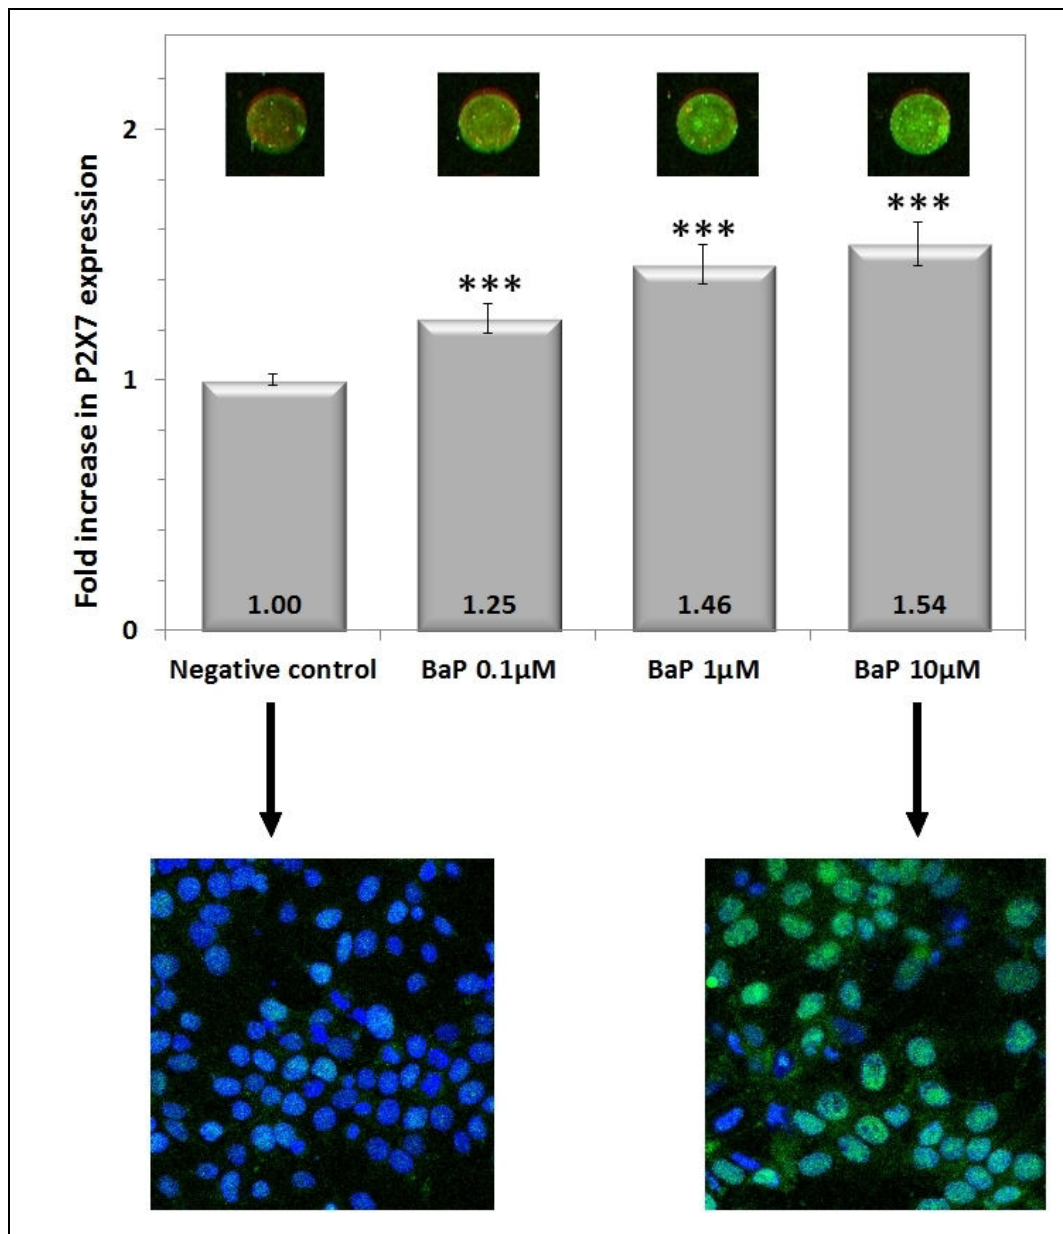 Fold increase in P2X7 expression
2
1
0
***
***
***
1.00
1.25
1.46
1.54
Negative control
BaP 0.1µM
BaP 1µM
BaP 10µM